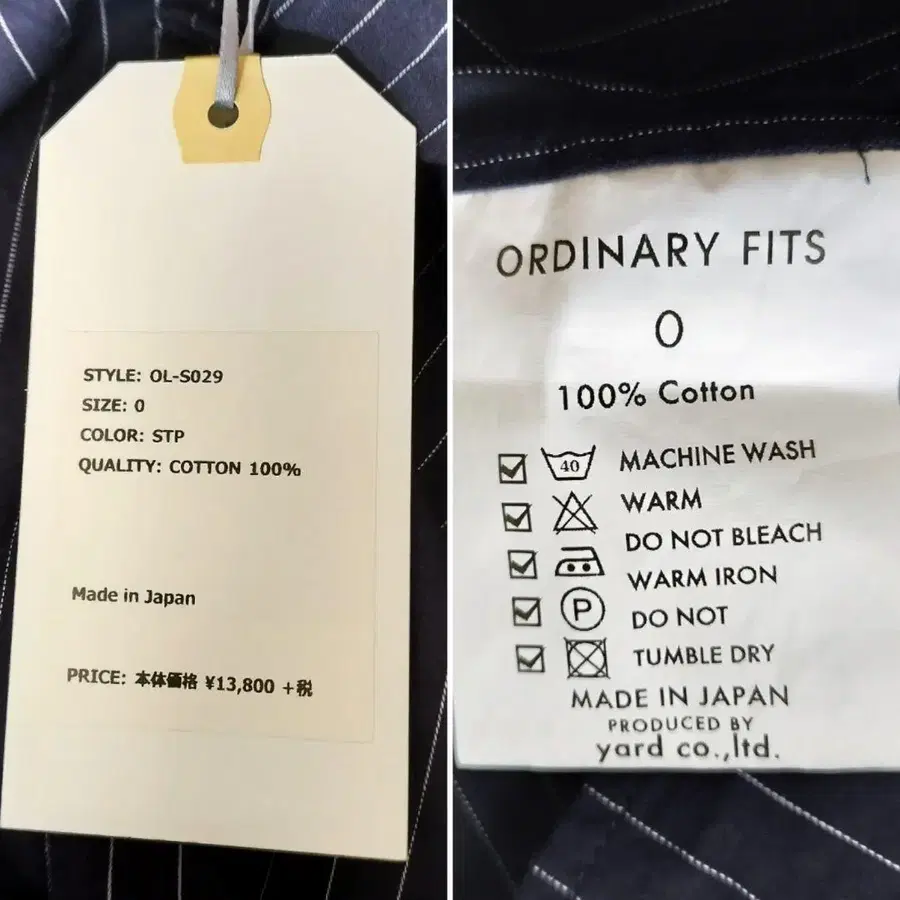 STYLE: OL-S029
SIZE: 0
COLOR: STP
QUALITY: COTTON 100%
Made in Japan
PRICE: 本体価格 ¥13,800 +税
ORDINARY FITS
0
100% Cotton
40 MACHINE WASH
WARM
DO NOT BLEACH
WARM IRON
P DO NOT
TUMBLE DRY
MADE IN JAPAN
PRODUCED BY
yard co.,ltd.